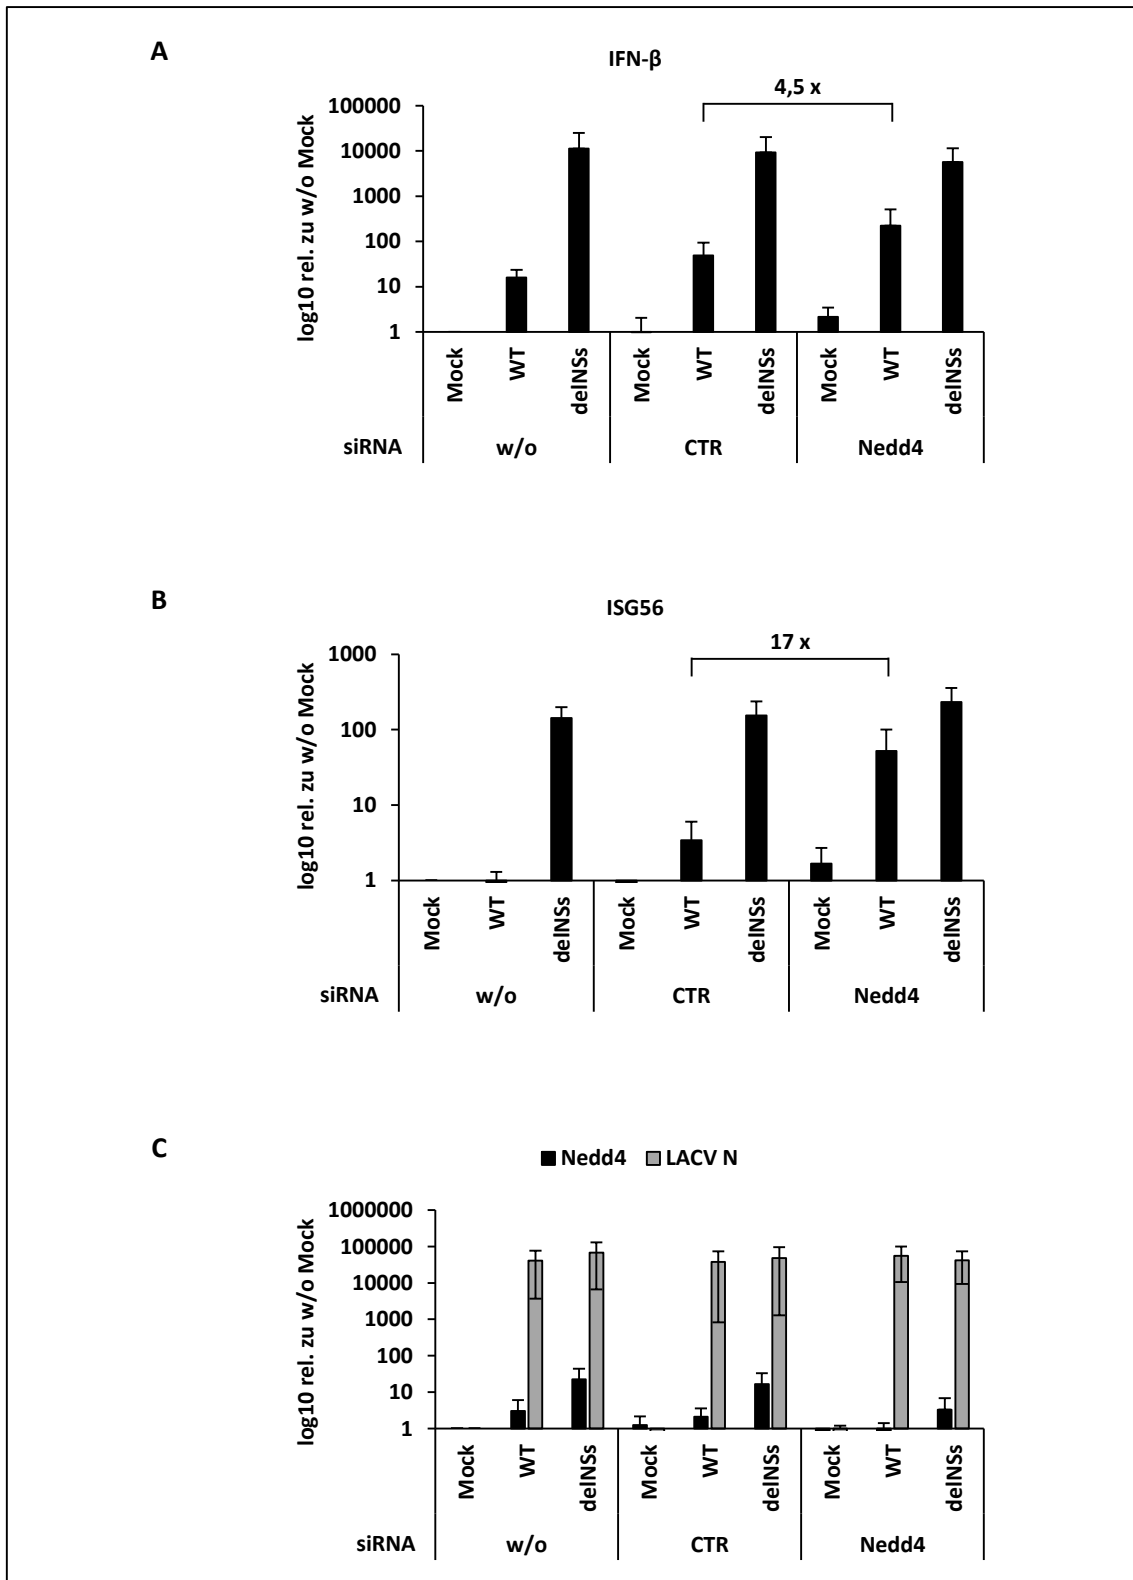 A
IFN-β
4,5 x
log10 rel. zu w/o Mock
100000
10000
1000
100
10
1
Mock WT delNSs Mock WT delNSs Mock WT delNSs
siRNA w/o CTR Nedd4
B
ISG56
17 x
log10 rel. zu w/o Mock
1000
100
10
1
Mock WT delNSs Mock WT delNSs Mock WT delNSs
siRNA w/o CTR Nedd4
C
Nedd4 LACV N
log10 rel. zu w/o Mock
1000000
100000
10000
1000
100
10
1
Mock WT delNSs Mock WT delNSs Mock WT delNSs
siRNA w/o CTR Nedd4